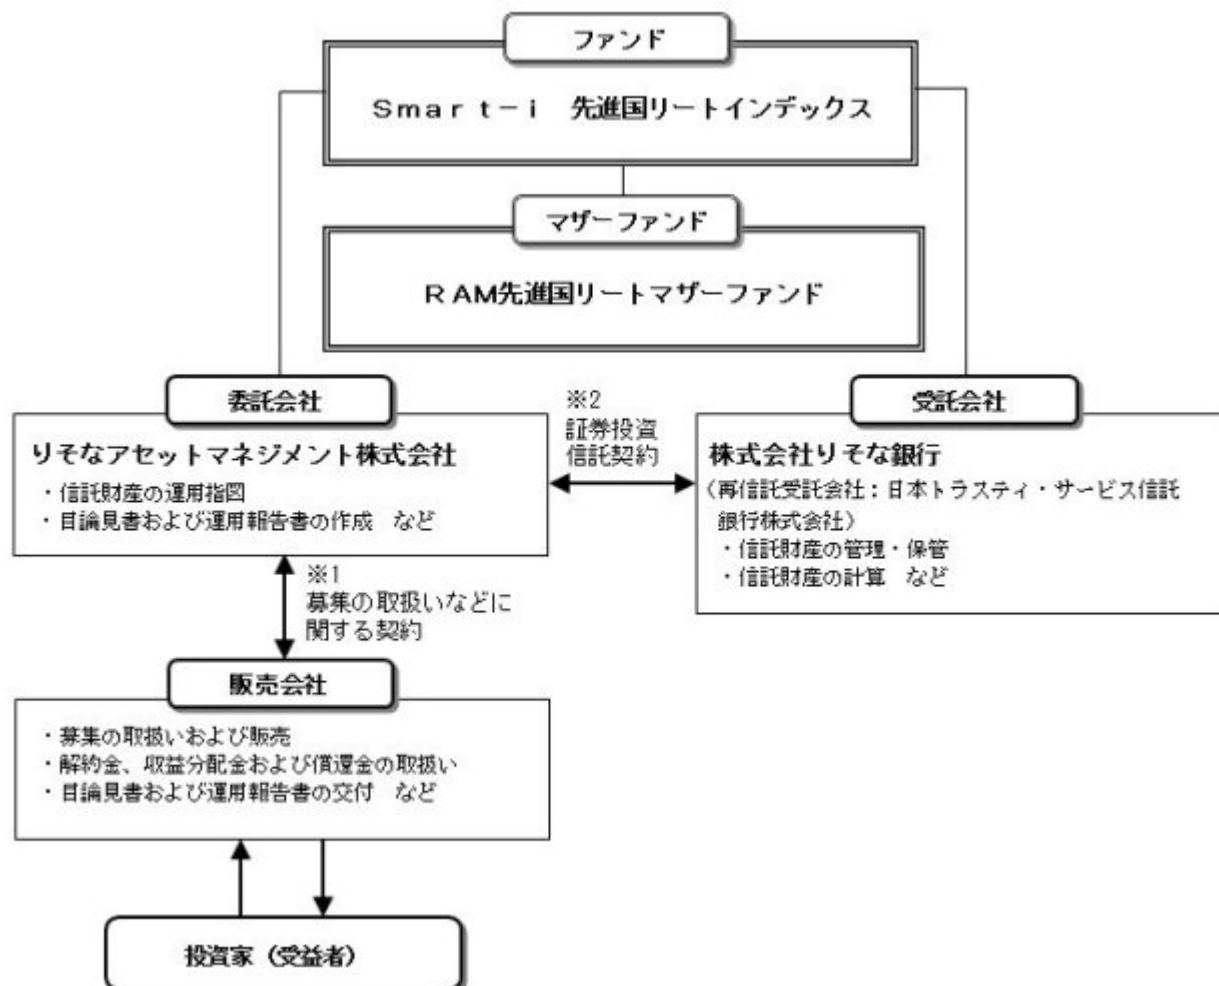 ファンド
Ｓｍａｒｔ－ｉ　先進国リートインデックス
マザーファンド
ＲＡＭ先進国リートマザーファンド
委託会社
りそなアセットマネジメント株式会社
・信託財産の運用指図
・目論見書および運用報告書の作成　など
※2
証券投資
信託契約
受託会社
株式会社りそな銀行
（再信託受託会社：日本トラスティ・サービス信託
銀行株式会社）
・信託財産の管理・保管
・信託財産の計算　など
※1
募集の取扱いなどに
関する契約
販売会社
・募集の取扱いおよび販売
・解約金、収益分配金および償還金の取扱い
・目論見書および運用報告書の交付　など
投資家（受益者）